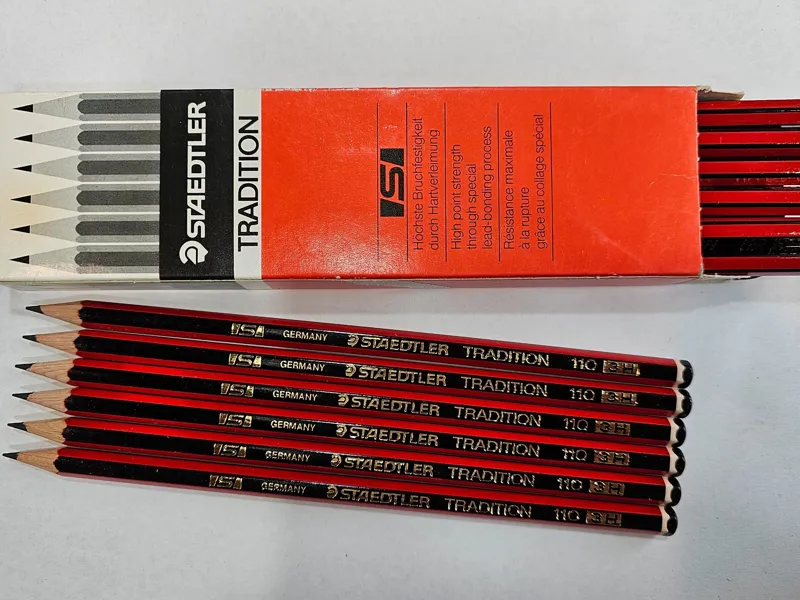 STAEDTLER
TRADITION
S
Höchste Bruchfestigkeit
durch Hartverleimung
High point strength
through special
lead-bonding process
Résistance maximale
à la rupture
grâce au collage spécial
S GERMANY STAEDTLER TRADITION 110 3H
S GERMANY STAEDTLER TRADITION 110 3H
S GERMANY STAEDTLER TRADITION 110 3H
S GERMANY STAEDTLER TRADITION 110 3H
S GERMANY STAEDTLER TRADITION 110 3H
S GERMANY STAEDTLER TRADITION 110 3H